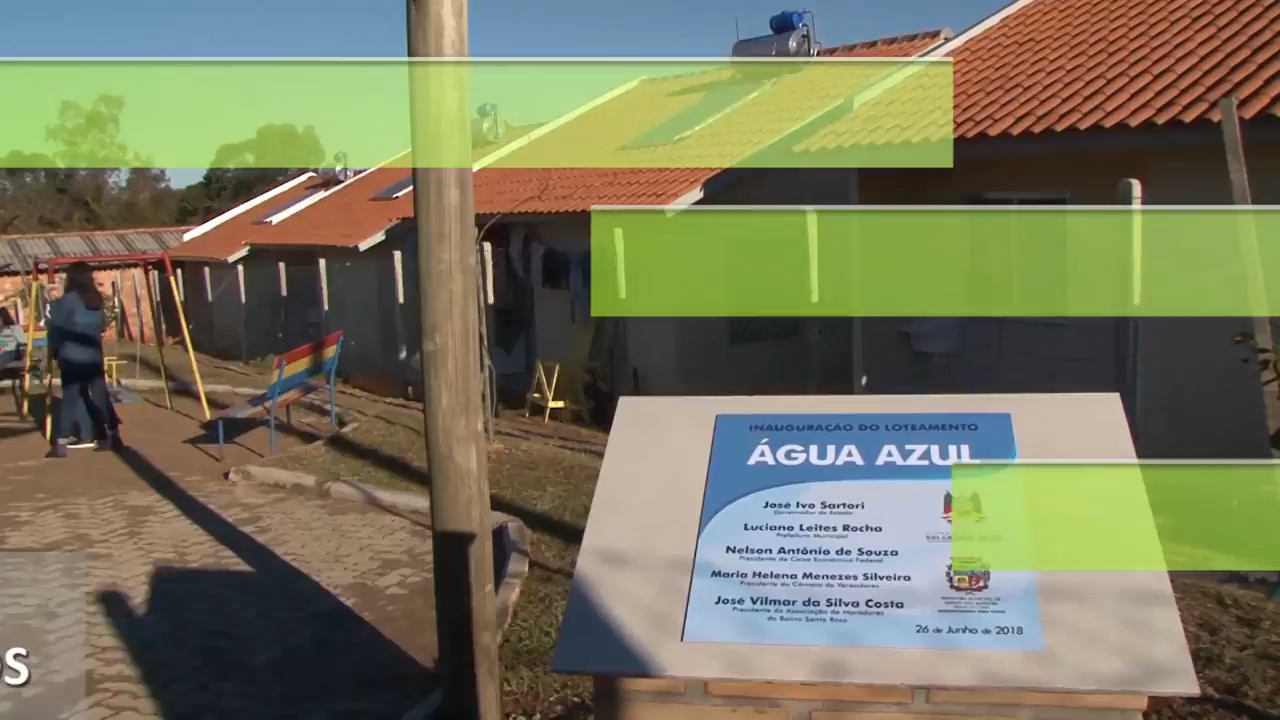 INAUGURAÇÃO DO LOTEAMENTO
ÁGUA AZUL
José Ivo Sartori
Governador do Estado
Luciano Leites Rocha
Prefeitura Municipal
Nelson Antônio de Souza
Presidente da Caixa Econômica Federal
Maria Helena Menezes Silveira
Presidente da Câmara de Vereadores
José Vilmar da Silva Costa
Presidente da Associação de Moradores
do Bairro Santa Rosa
26 de Junho de 2018
OS